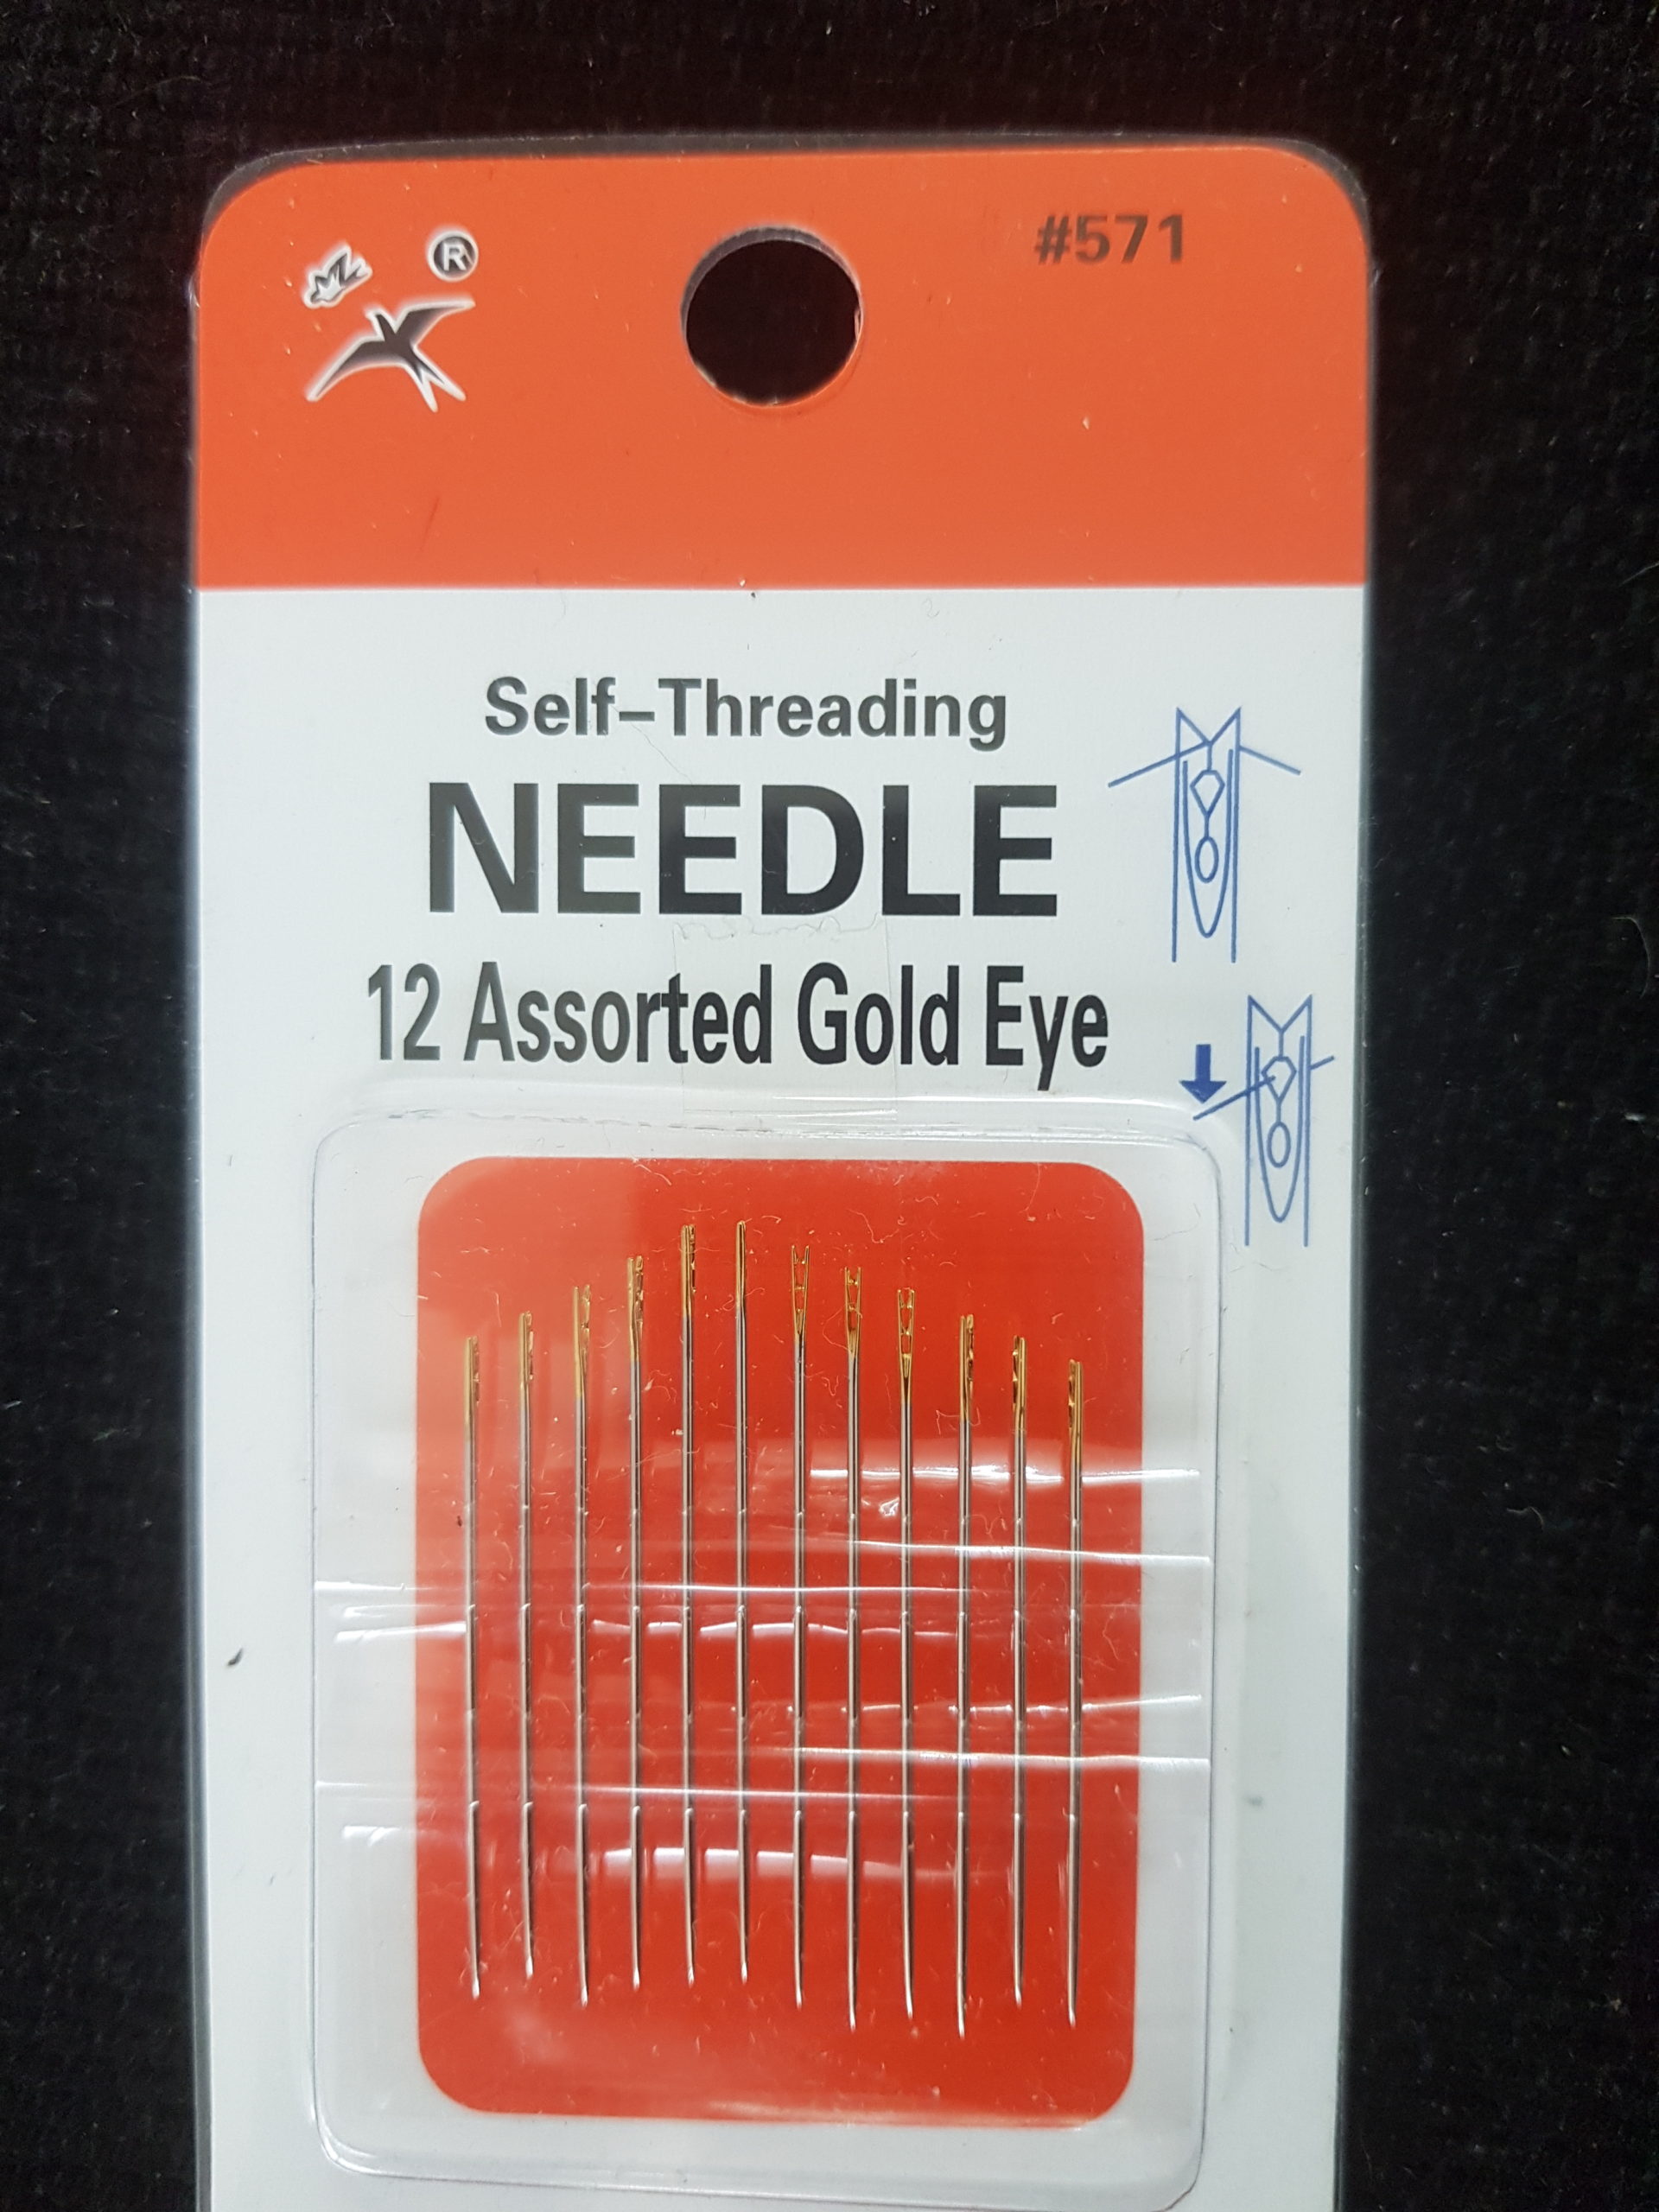 ®
#571
Self-Threading
NEEDLE
12 Assorted Gold Eye